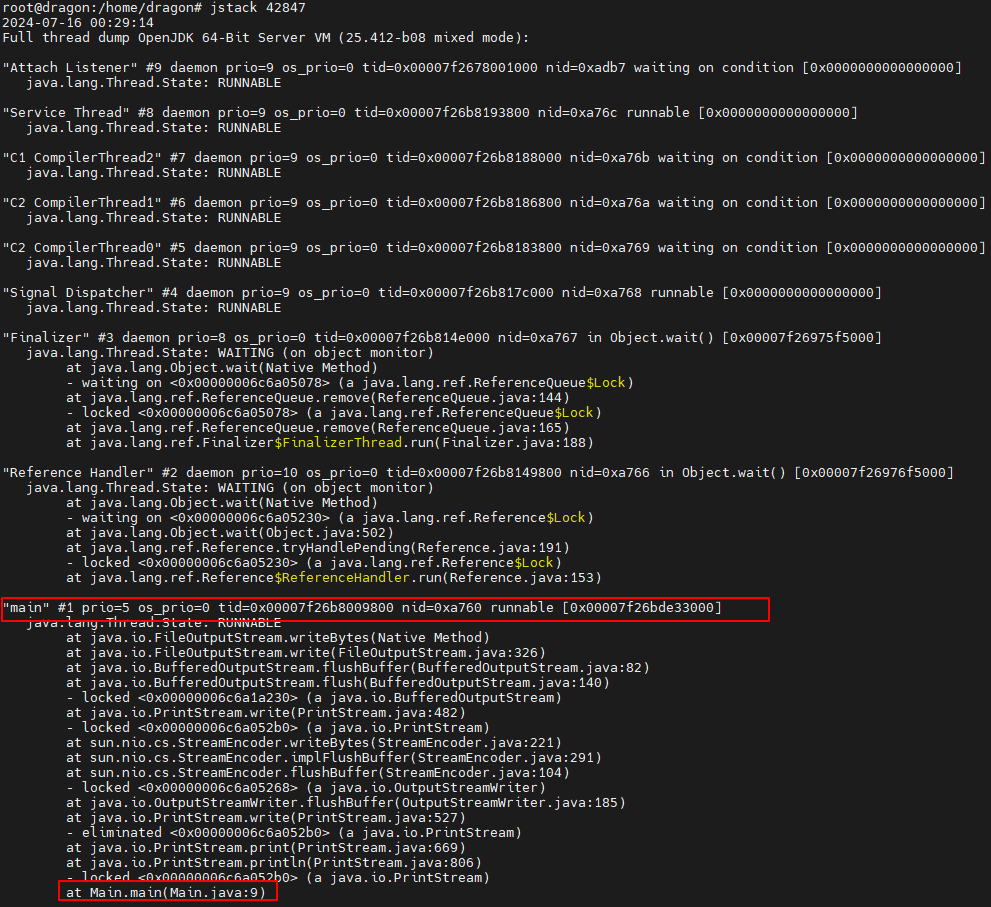 root@dragon:/home/dragon# jstack 42847
2024-07-16 00:29:14
Full thread dump OpenJDK 64-Bit Server VM (25.412-b08 mixed mode):
"Attach Listener" #9 daemon prio=9 os_prio=0 tid=0x00007f2678001000 nid=0xadb7 waiting on condition [0x0000000000000000]
java.lang.Thread.State: RUNNABLE
"Service Thread" #8 daemon prio=9 os_prio=0 tid=0x00007f26b8193800 nid=0xa76c runnable [0x0000000000000000]
java.lang.Thread.State: RUNNABLE
"C1 CompilerThread2" #7 daemon prio=9 os_prio=0 tid=0x00007f26b8188000 nid=0xa76b waiting on condition [0x0000000000000000]
java.lang.Thread.State: RUNNABLE
"C2 CompilerThread1" #6 daemon prio=9 os_prio=0 tid=0x00007f26b8186800 nid=0xa76a waiting on condition [0x0000000000000000]
java.lang.Thread.State: RUNNABLE
"C2 CompilerThread0" #5 daemon prio=9 os_prio=0 tid=0x00007f26b8183800 nid=0xa769 waiting on condition [0x0000000000000000]
java.lang.Thread.State: RUNNABLE
"Signal Dispatcher" #4 daemon prio=9 os_prio=0 tid=0x00007f26b817c000 nid=0xa768 runnable [0x0000000000000000]
java.lang.Thread.State: RUNNABLE
"Finalizer" #3 daemon prio=8 os_prio=0 tid=0x00007f26b814e000 nid=0xa767 in Object.wait() [0x00007f26975f5000]
java.lang.Thread.State: WAITING (on object monitor)
at java.lang.Object.wait(Native Method)
- waiting on <0x00000006c6a05078> (a java.lang.ref.ReferenceQueue$Lock)
at java.lang.ref.ReferenceQueue.remove(ReferenceQueue.java:144)
- locked <0x00000006c6a05078> (a java.lang.ref.ReferenceQueue$Lock)
at java.lang.ref.ReferenceQueue.remove(ReferenceQueue.java:165)
at java.lang.ref.Finalizer$FinalizerThread.run(Finalizer.java:188)
"Reference Handler" #2 daemon prio=10 os_prio=0 tid=0x00007f26b8149800 nid=0xa766 in Object.wait() [0x00007f26976f5000]
java.lang.Thread.State: WAITING (on object monitor)
at java.lang.Object.wait(Native Method)
- waiting on <0x00000006c6a05230> (a java.lang.ref.Reference$Lock)
at java.lang.Object.wait(Object.java:502)
at java.lang.ref.Reference.tryHandlePending(Reference.java:191)
- locked <0x00000006c6a05230> (a java.lang.ref.Reference$Lock)
at java.lang.ref.Reference$ReferenceHandler.run(Reference.java:153)
"main" #1 prio=5 os_prio=0 tid=0x00007f26b8009800 nid=0xa760 runnable [0x00007f26bde33000]
java.lang.Thread.State: RUNNABLE
at java.io.FileOutputStream.writeBytes(Native Method)
at java.io.FileOutputStream.write(FileOutputStream.java:326)
at java.io.BufferedOutputStream.flushBuffer(BufferedOutputStream.java:82)
at java.io.BufferedOutputStream.flush(BufferedOutputStream.java:140)
- locked <0x00000006c6a1a230> (a java.io.BufferedOutputStream)
at java.io.PrintStream.write(PrintStream.java:482)
- locked <0x00000006c6a052b0> (a java.io.PrintStream)
at sun.nio.cs.StreamEncoder.writeBytes(StreamEncoder.java:221)
at sun.nio.cs.StreamEncoder.implFlushBuffer(StreamEncoder.java:291)
at sun.nio.cs.StreamEncoder.flushBuffer(StreamEncoder.java:104)
- locked <0x00000006c6a05268> (a java.io.OutputStreamWriter)
at java.io.OutputStreamWriter.flushBuffer(OutputStreamWriter.java:185)
at java.io.PrintStream.write(PrintStream.java:527)
- eliminated <0x00000006c6a052b0> (a java.io.PrintStream)
at java.io.PrintStream.print(PrintStream.java:669)
at java.io.PrintStream.println(PrintStream.java:806)
- locked <0x00000006c6a052b0> (a java.io.PrintStream)
at Main.main(Main.java:9)